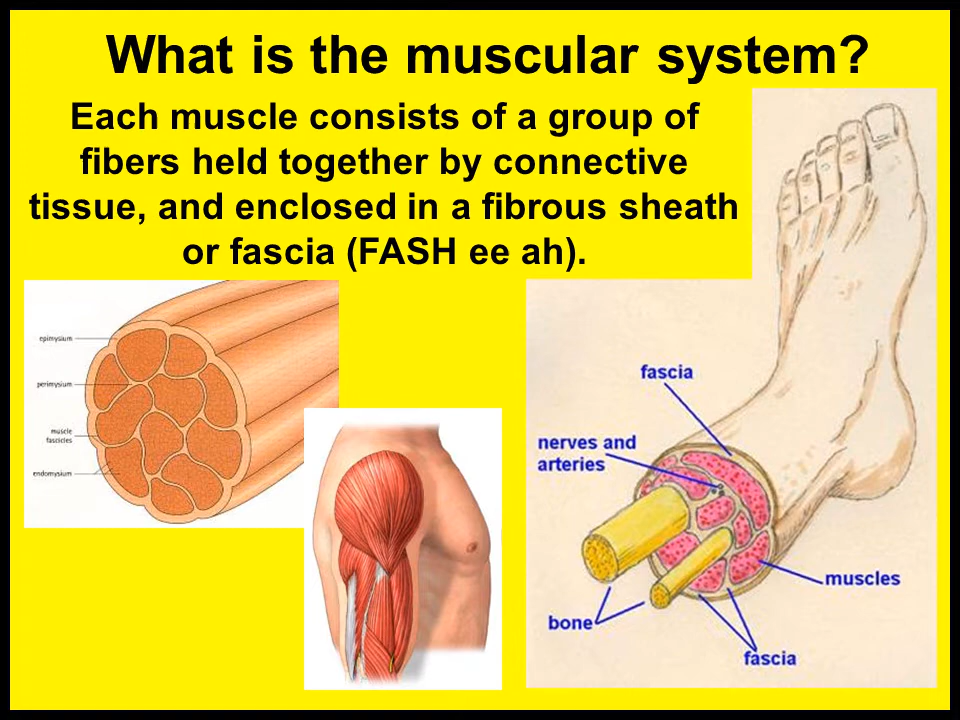 What is the muscular system?
Each muscle consists of a group of
fibers held together by connective
tissue, and enclosed in a fibrous sheath
or fascia (FASH ee ah).
epimysium
perimysium
muscle
fascicles
endomysium
fascia
nerves and
arteries
muscles
bone
fascia